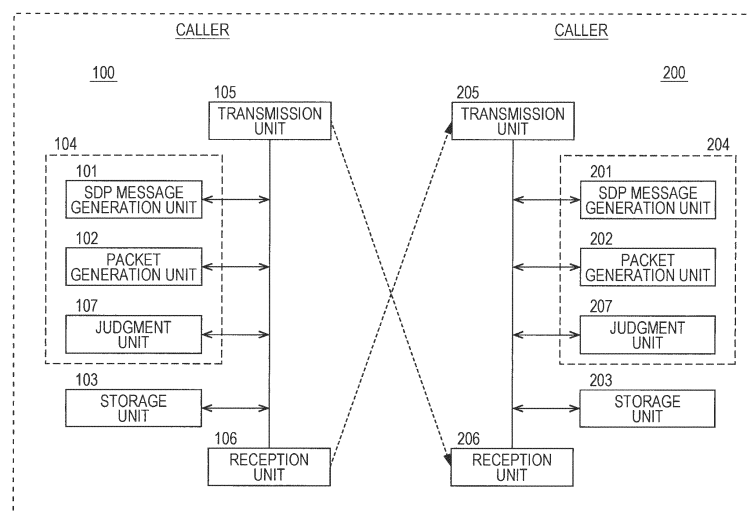 CALLER
CALLER
100
200
105
TRANSMISSION
UNIT
205
TRANSMISSION
UNIT
104
204
101
SDP MESSAGE
GENERATION UNIT
201
SDP MESSAGE
GENERATION UNIT
102
PACKET
GENERATION UNIT
202
PACKET
GENERATION UNIT
107
JUDGMENT
UNIT
207
JUDGMENT
UNIT
103
STORAGE
UNIT
203
STORAGE
UNIT
106
RECEPTION
UNIT
206
RECEPTION
UNIT